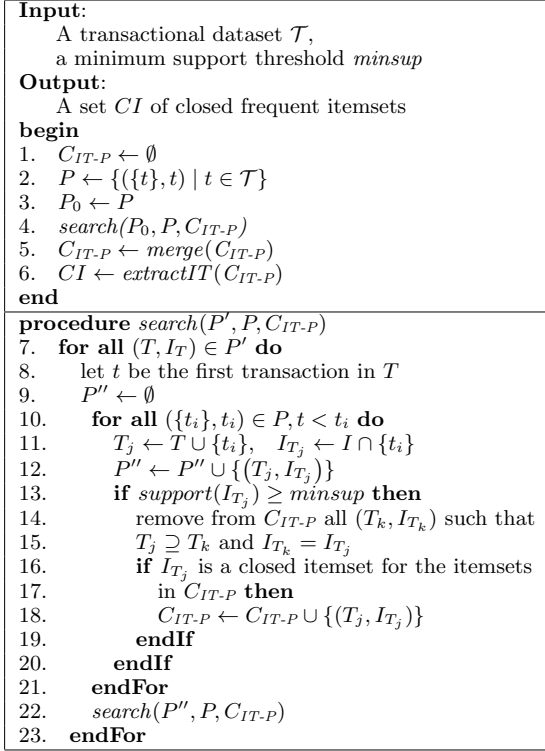 Input:
A transactional dataset 𝒯,
a minimum support threshold minsup
Output:
A set CI of closed frequent itemsets
begin
1. C_{IT-P} ← ∅
2. P ← {({t}, t) | t ∈ 𝒯}
3. P_0 ← P
4. search(P_0, P, C_{IT-P})
5. C_{IT-P} ← merge(C_{IT-P})
6. CI ← extractIT(C_{IT-P})
end
procedure search(P′, P, C_{IT-P})
7. for all (T, I_T) ∈ P′ do
8. let t be the first transaction in T
9. P″ ← ∅
10. for all ({t_i}, t_i) ∈ P, t < t_i do
11. T_j ← T ∪ {t_i}, I_{T_j} ← I ∩ {t_i}
12. P″ ← P″ ∪ {(T_j, I_{T_j})}
13. if support(I_{T_j}) ≥ minsup then
14. remove from C_{IT-P} all (T_k, I_{T_k}) such that
15. T_j ⊇ T_k and I_{T_k} = I_{T_j}
16. if I_{T_j} is a closed itemset for the itemsets
17. in C_{IT-P} then
18. C_{IT-P} ← C_{IT-P} ∪ {(T_j, I_{T_j})}
19. endIf
20. endIf
21. endFor
22. search(P″, P, C_{IT-P})
23. endFor